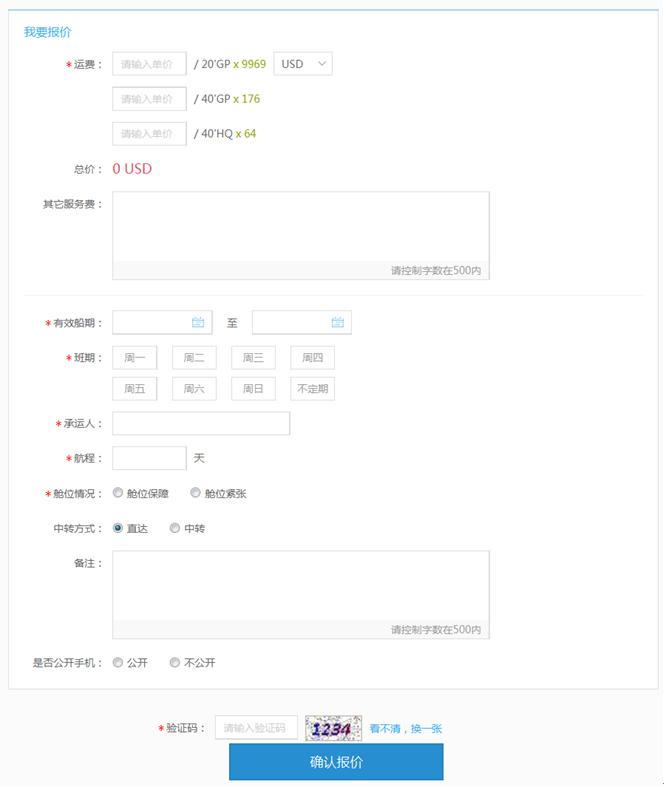 我要报价
* 运费： 请输入单价 / 20'GP x 9969 USD
请输入单价 / 40'GP x 176
请输入单价 / 40'HQ x 64
总价： 0 USD
其它服务费：
请控制字数在500内
* 有效船期： 至
* 班期： 周一 周二 周三 周四
周五 周六 周日 不定期
* 承运人：
* 航程： 天
* 舱位情况： 舱位保障 舱位紧张
中转方式： 直达 中转
备注：
请控制字数在500内
是否公开手机： 公开 不公开
* 验证码： 请输入验证码 1234 看不清，换一张
确认报价